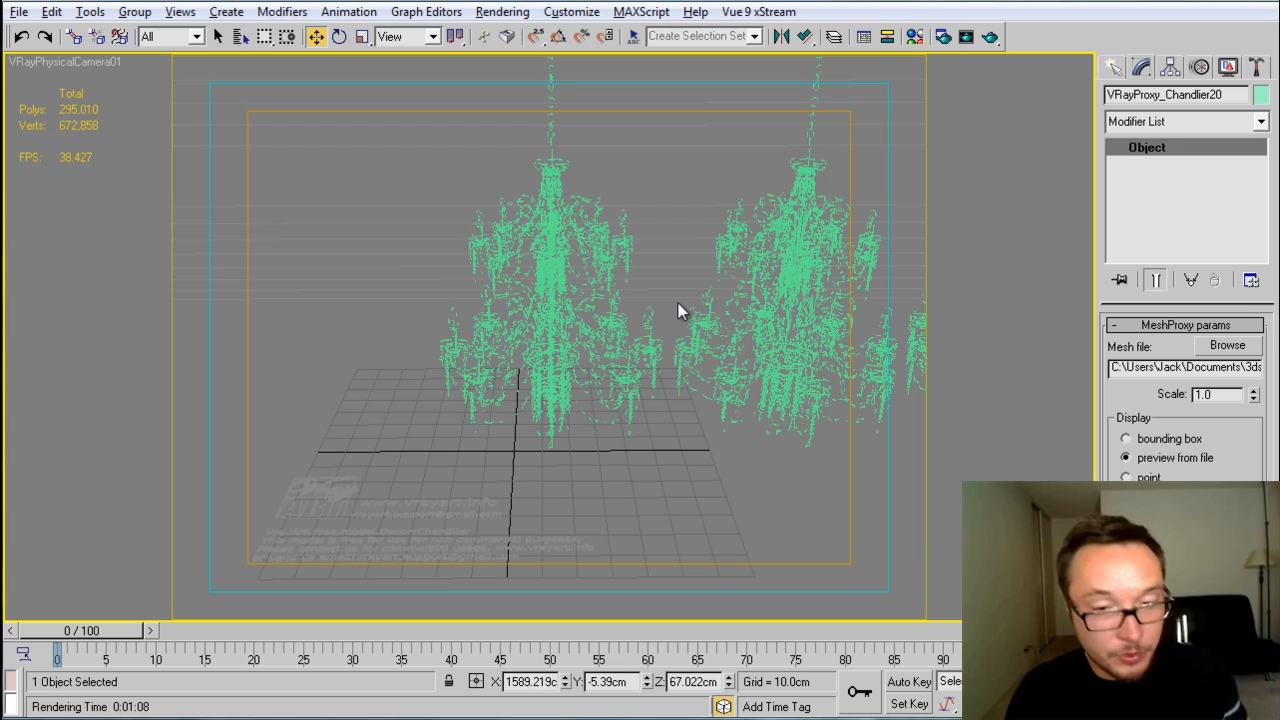 File Edit Tools Group Views Create Modifiers Animation Graph Editors Rendering Customize MAXScript Help Vue 9 xStream
All View Create Selection Set
VRayPhysicalCamera01
Total
Polys: 295,010
Verts: 672,858
FPS: 38.427
VRayProxy_Chandlier20
Modifier List
Object
- MeshProxy params
Mesh file: Browse
C:\Users\Jack\Documents\3ds
Scale: 1.0
Display
bounding box
preview from file
point
www.vrayart.info
0 / 100
0 5 10 15 20 25 30 35 40 45 50 55 60 65 70 75 80 85 90
1 Object Selected X: 1589.219c Y: -5.39cm Z: 67.022cm Grid = 10.0cm Auto Key Sele
Rendering Time 0:01:08 Add Time Tag Set Key